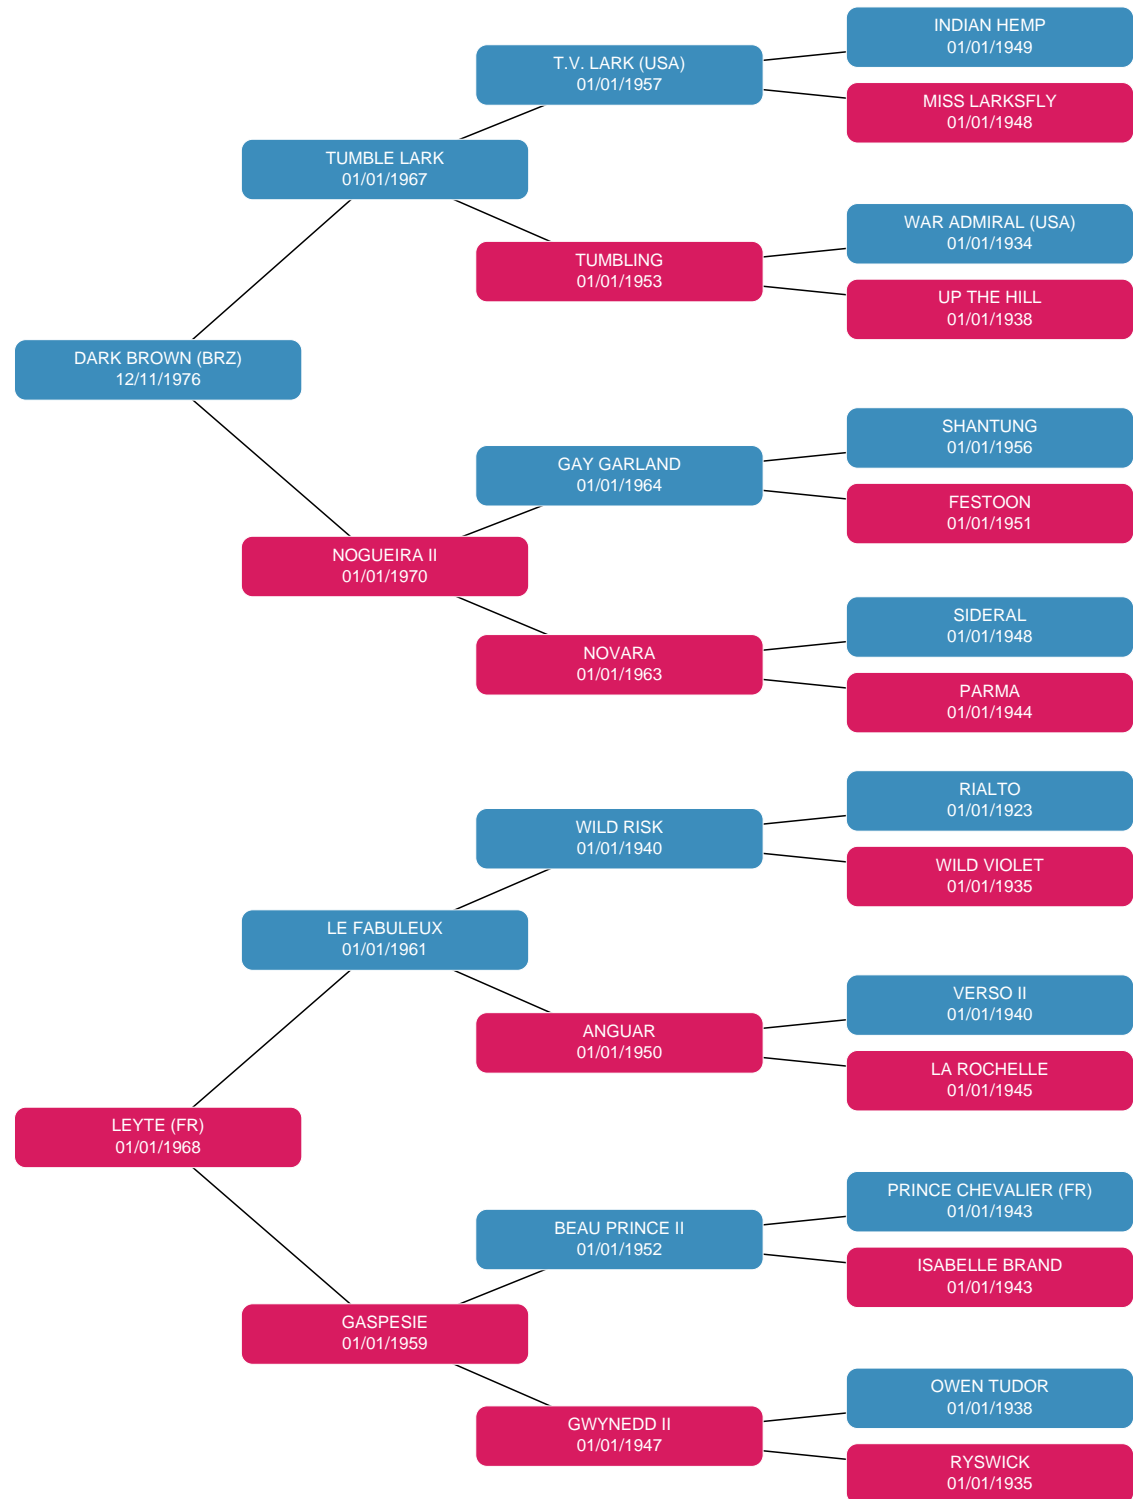 INDIAN HEMP
01/01/1949
T.V. LARK (USA)
01/01/1957
MISS LARKSFLY
01/01/1948
TUMBLE LARK
01/01/1967
WAR ADMIRAL (USA)
01/01/1934
TUMBLING
01/01/1953
UP THE HILL
01/01/1938
DARK BROWN (BRZ)
12/11/1976
SHANTUNG
01/01/1956
GAY GARLAND
01/01/1964
FESTOON
01/01/1951
NOGUEIRA II
01/01/1970
SIDERAL
01/01/1948
NOVARA
01/01/1963
PARMA
01/01/1944
RIALTO
01/01/1923
WILD RISK
01/01/1940
WILD VIOLET
01/01/1935
LE FABULEUX
01/01/1961
VERSO II
01/01/1940
ANGUAR
01/01/1950
LA ROCHELLE
01/01/1945
LEYTE (FR)
01/01/1968
PRINCE CHEVALIER (FR)
01/01/1943
BEAU PRINCE II
01/01/1952
ISABELLE BRAND
01/01/1943
GASPESIE
01/01/1959
OWEN TUDOR
01/01/1938
GWYNEDD II
01/01/1947
RYSWICK
01/01/1935